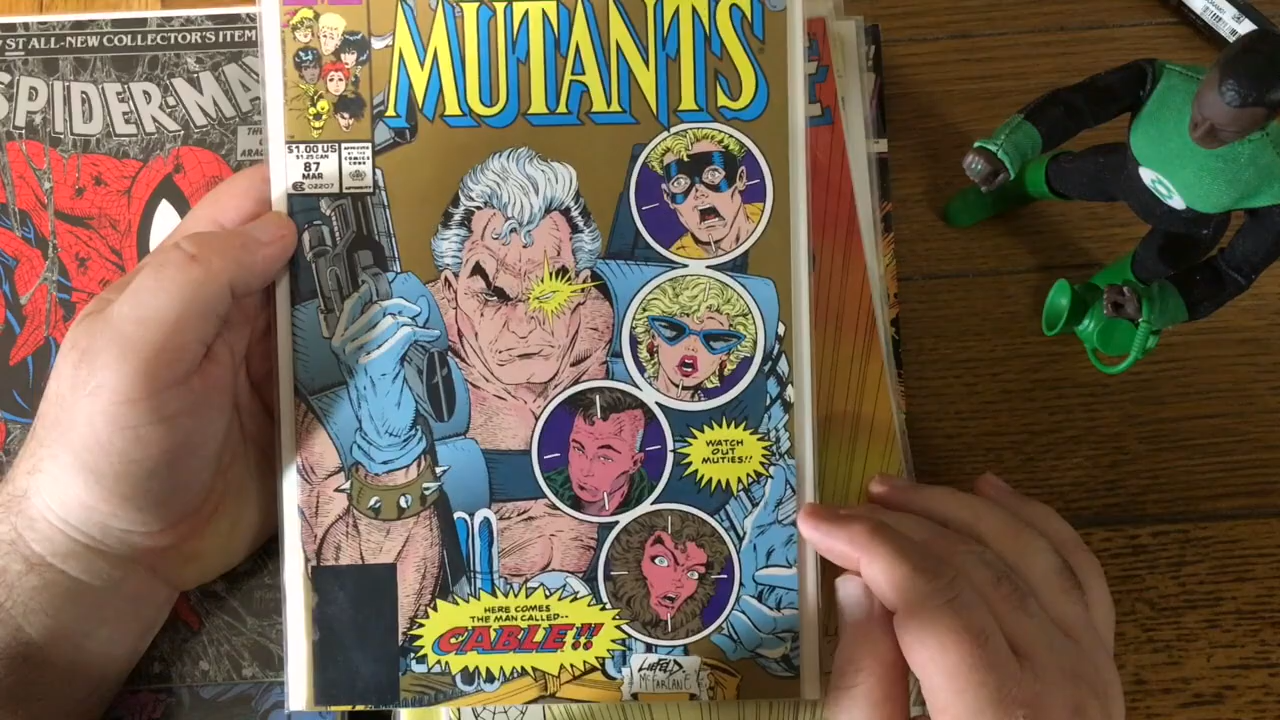 ST ALL-NEW COLLECTOR'S ITEM
SPIDER-MA
MUTANTS
$1.00 US
$1.25 CAN
87
MAR
02207
APPROVED
BY THE
COMICS
CODE
AUTHORITY
WATCH
OUT
MUTIES!!
HERE COMES
THE MAN CALLED--
CABLE!!
LIEFELD.
McFARLANE